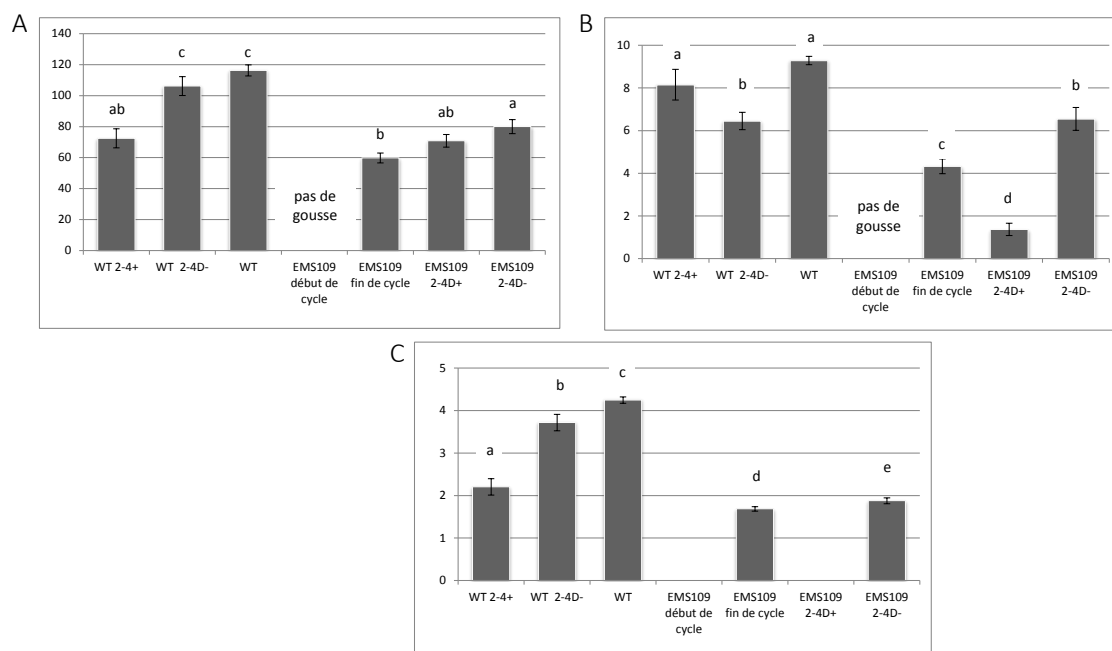 A
140
120
100
80
60
40
20
0
ab
c
c
pas de
gousse
b
ab
a
WT 2-4+
WT 2-4D-
WT
EMS109
début de
cycle
EMS109
fin de cycle
EMS109
2-4D+
EMS109
2-4D-
B
10
8
6
4
2
0
a
b
a
pas de
gousse
c
d
b
WT 2-4+
WT 2-4D-
WT
EMS109
début de
cycle
EMS109
fin de cycle
EMS109
2-4D+
EMS109
2-4D-
C
5
4
3
2
1
0
a
b
c
d
e
WT 2-4+
WT 2-4D-
WT
EMS109
début de
cycle
EMS109
fin de cycle
EMS109
2-4D+
EMS109
2-4D-